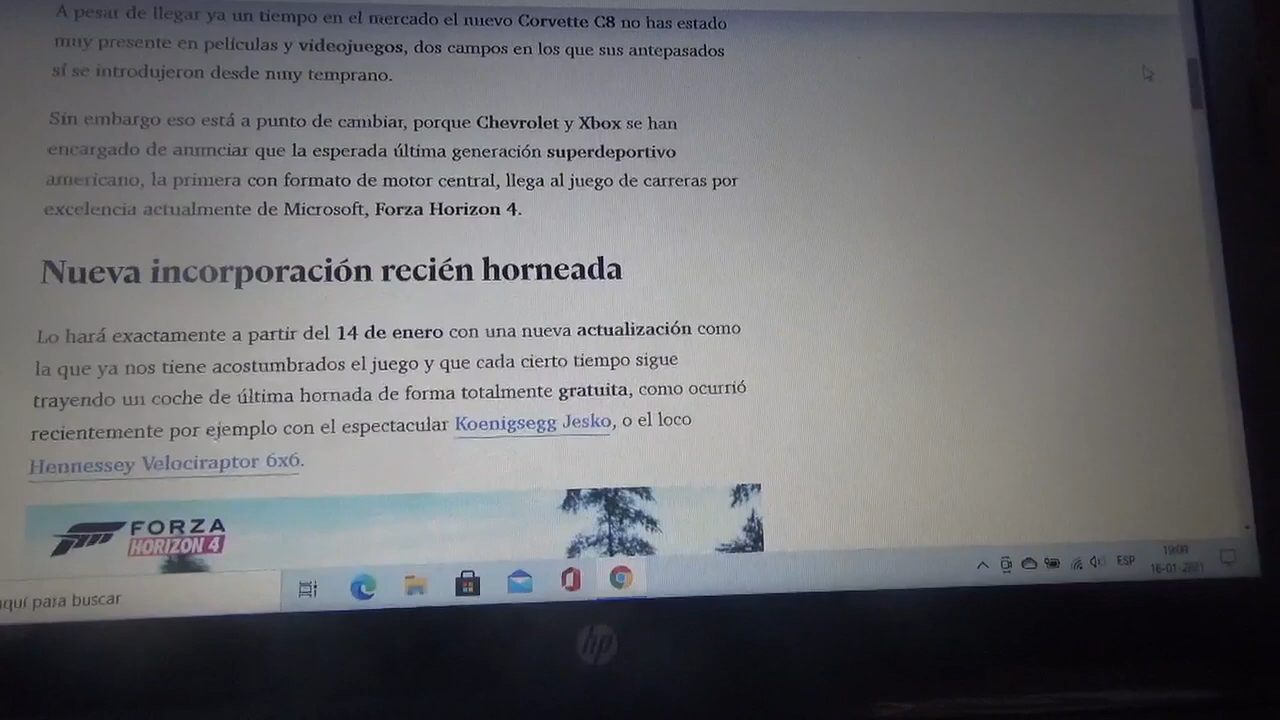 A pesar de llegar ya un tiempo en el mercado el nuevo Corvette C8 no has estado
muy presente en películas y videojuegos, dos campos en los que sus antepasados
sí se introdujeron desde muy temprano.
Sin embargo eso está a punto de cambiar, porque Chevrolet y Xbox se han
encargado de anunciar que la esperada última generación superdeportivo
americano, la primera con formato de motor central, llega al juego de carreras por
excelencia actualmente de Microsoft, Forza Horizon 4.
Nueva incorporación recién horneada
Lo hará exactamente a partir del 14 de enero con una nueva actualización como
la que ya nos tiene acostumbrados el juego y que cada cierto tiempo sigue
trayendo un coche de última hornada de forma totalmente gratuita, como ocurrió
recientemente por ejemplo con el espectacular Koenigsegg Jesko, o el loco
Hennessey Velociraptor 6x6.
FORZA
HORIZON 4
aquí para buscar
ESP
16-01-2021
hp